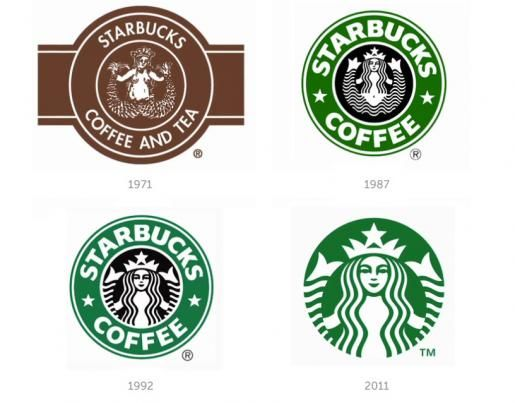 STARBUCKS
COFFEE AND TEA
®
1971
STARBUCKS
COFFEE
®
1987
STARBUCKS
COFFEE
®
1992
TM
2011